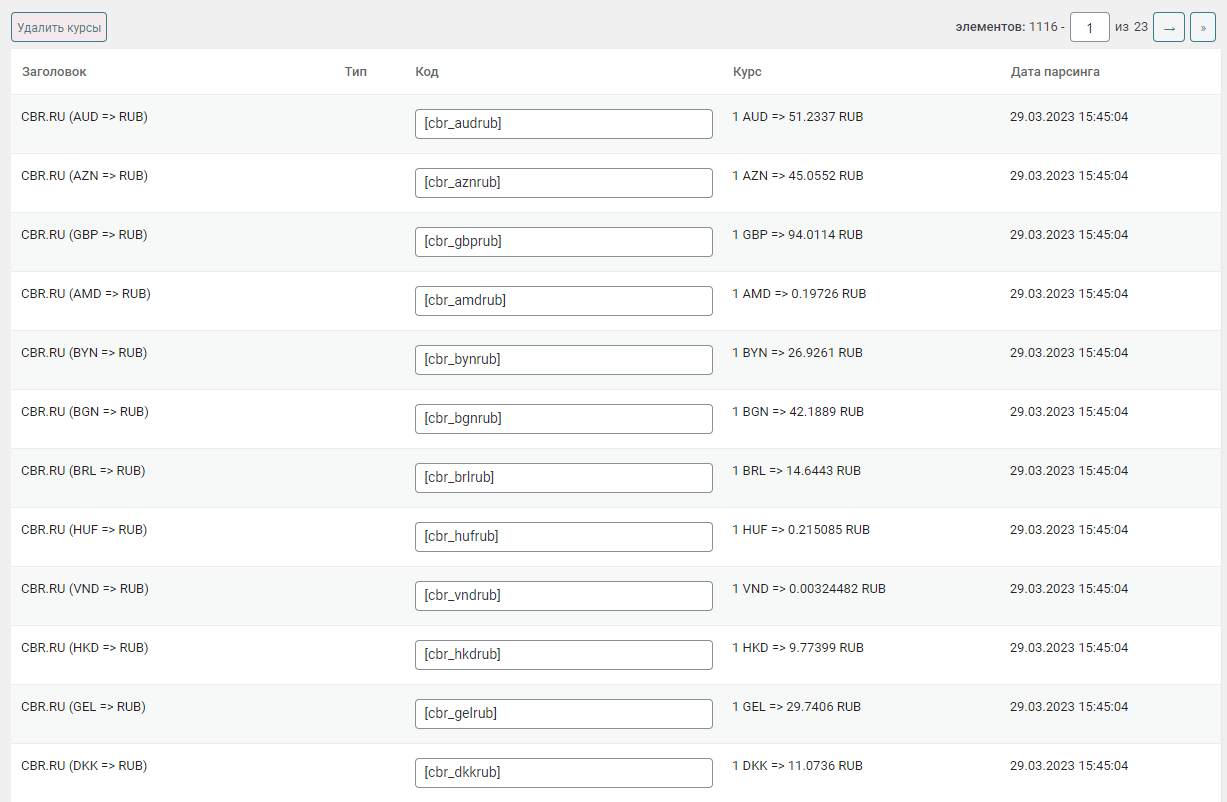 Удалить курсы
элементов: 1116 - 1 из 23 → »
Заголовок Тип Код Курс Дата парсинга
CBR.RU (AUD => RUB) [cbr_audrub] 1 AUD => 51.2337 RUB 29.03.2023 15:45:04
CBR.RU (AZN => RUB) [cbr_aznrub] 1 AZN => 45.0552 RUB 29.03.2023 15:45:04
CBR.RU (GBP => RUB) [cbr_gbprub] 1 GBP => 94.0114 RUB 29.03.2023 15:45:04
CBR.RU (AMD => RUB) [cbr_amdrub] 1 AMD => 0.19726 RUB 29.03.2023 15:45:04
CBR.RU (BYN => RUB) [cbr_bynrub] 1 BYN => 26.9261 RUB 29.03.2023 15:45:04
CBR.RU (BGN => RUB) [cbr_bgnrub] 1 BGN => 42.1889 RUB 29.03.2023 15:45:04
CBR.RU (BRL => RUB) [cbr_brlrub] 1 BRL => 14.6443 RUB 29.03.2023 15:45:04
CBR.RU (HUF => RUB) [cbr_hufrub] 1 HUF => 0.215085 RUB 29.03.2023 15:45:04
CBR.RU (VND => RUB) [cbr_vndrub] 1 VND => 0.00324482 RUB 29.03.2023 15:45:04
CBR.RU (HKD => RUB) [cbr_hkdrub] 1 HKD => 9.77399 RUB 29.03.2023 15:45:04
CBR.RU (GEL => RUB) [cbr_gelrub] 1 GEL => 29.7406 RUB 29.03.2023 15:45:04
CBR.RU (DKK => RUB) [cbr_dkkrub] 1 DKK => 11.0736 RUB 29.03.2023 15:45:04